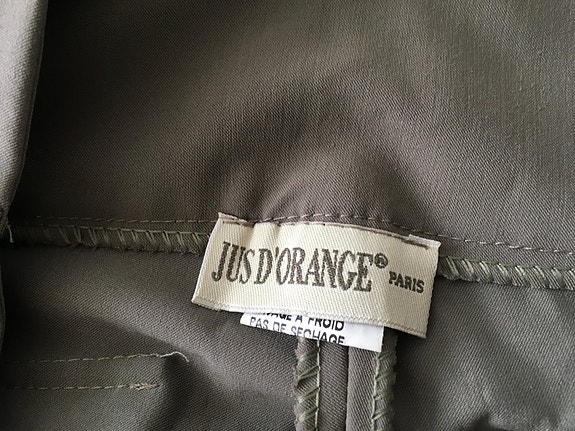 JUS D'ORANGE® PARIS
A FROID
PAS DE SECHAGE